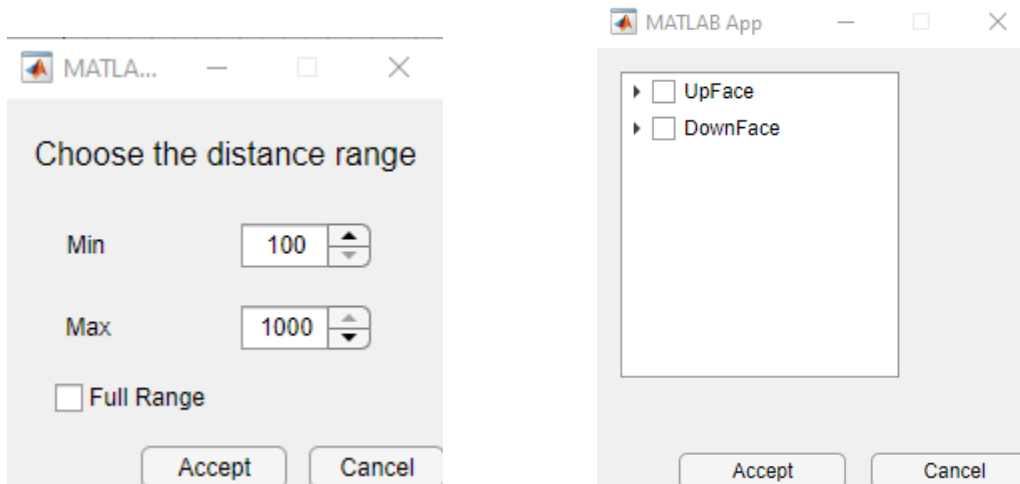 MATLA...
Choose the distance range
Min 100
Max 1000
Full Range
Accept Cancel
MATLAB App
UpFace
DownFace
Accept Cancel